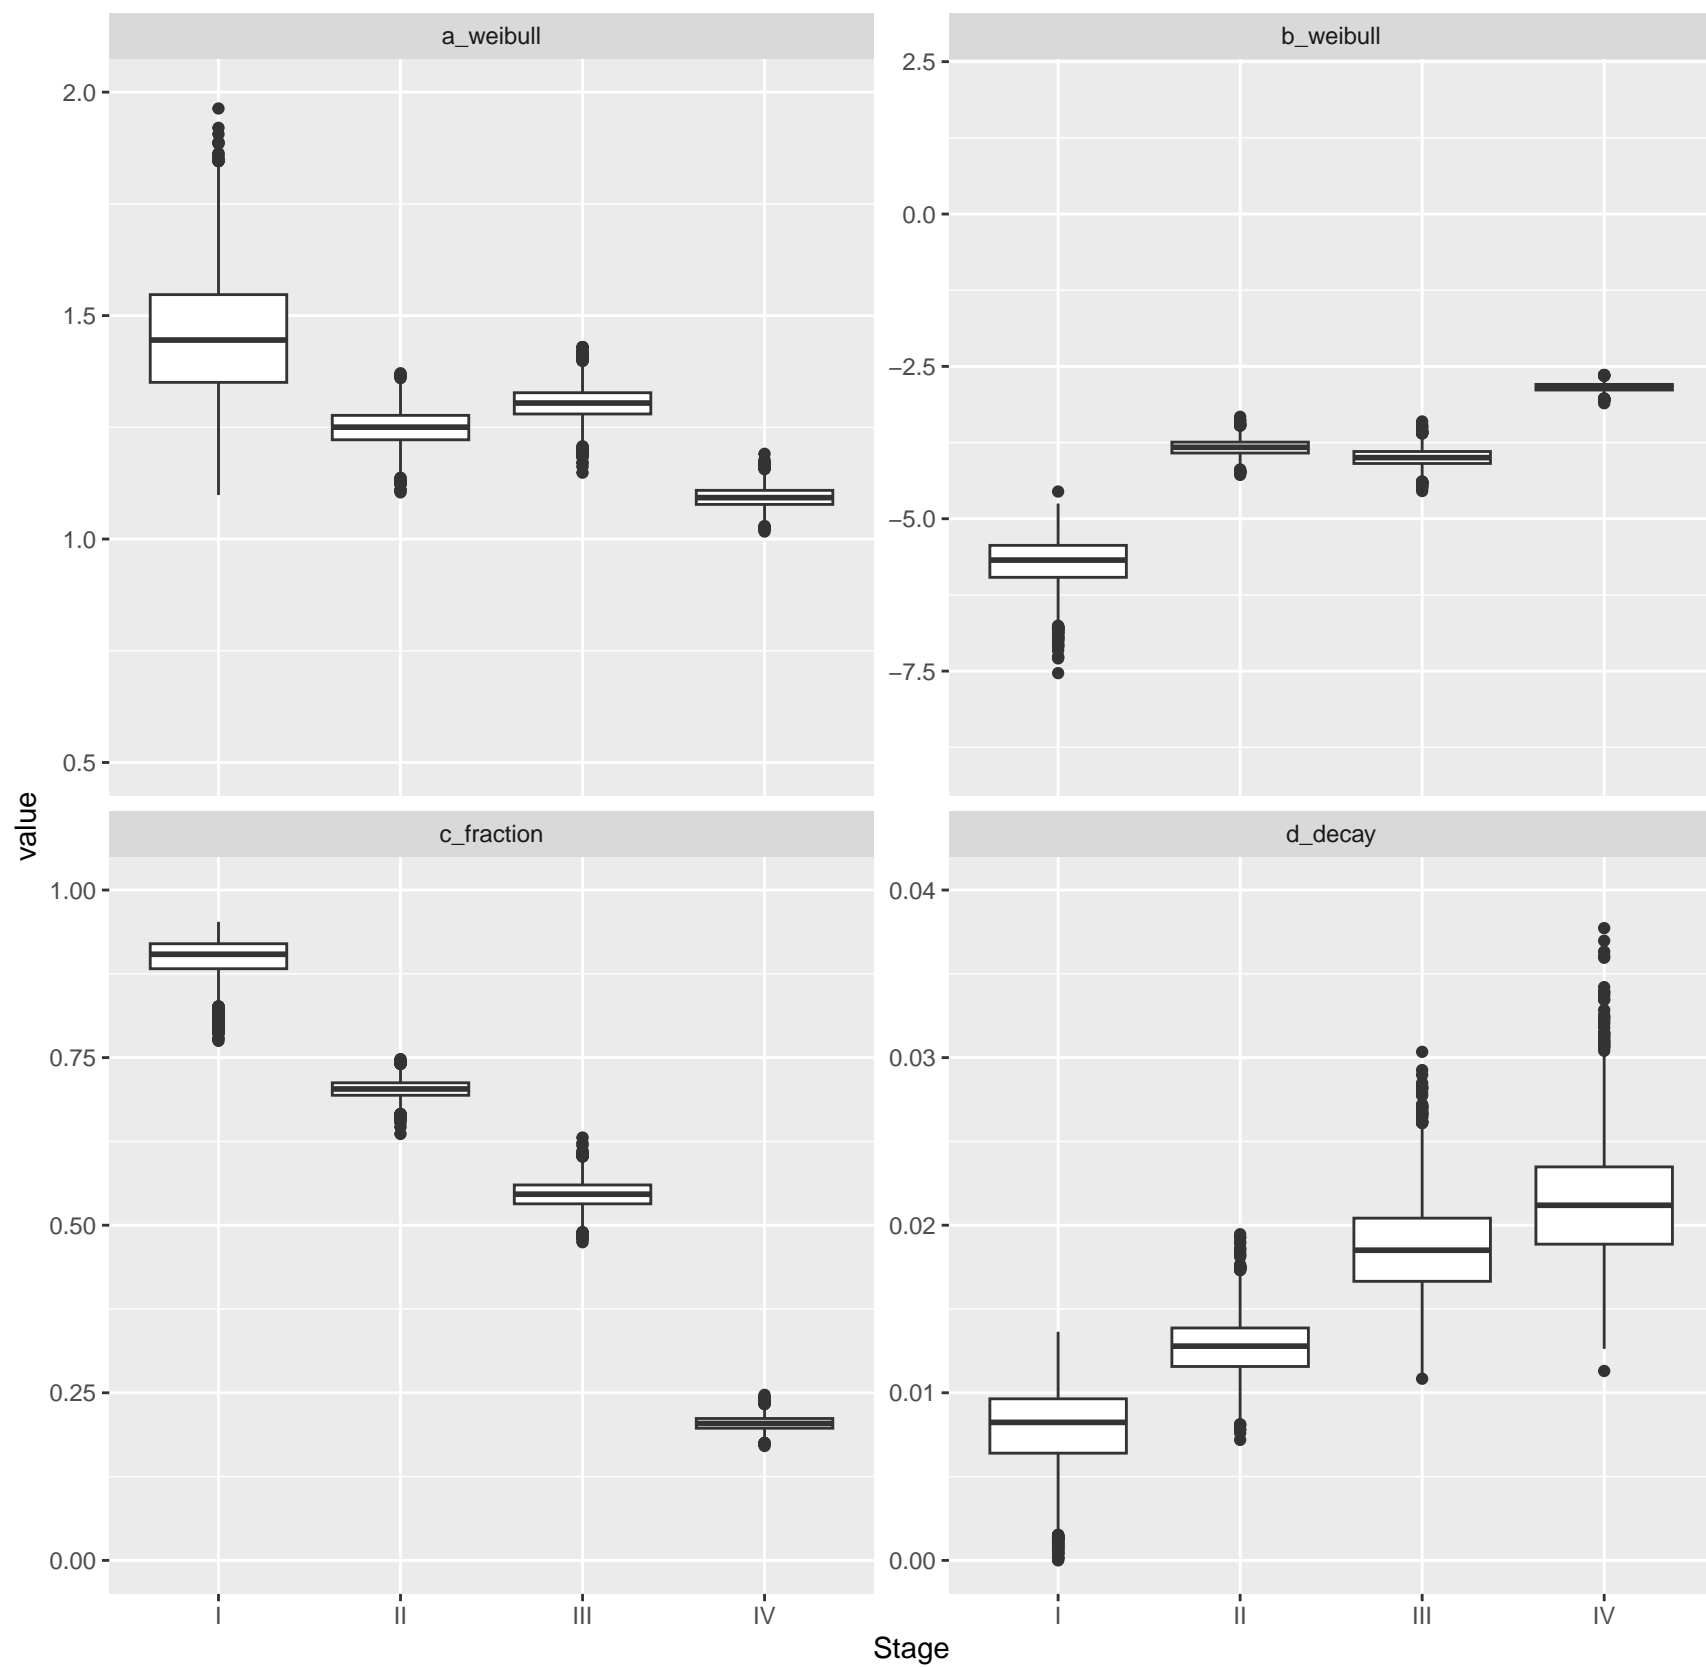 a_weibull
b_weibull
2.0
1.5
1.0
0.5
2.5
0.0
−2.5
−5.0
−7.5
value
c_fraction
d_decay
1.00
0.75
0.50
0.25
0.00
0.04
0.03
0.02
0.01
0.00
I II III IV
I II III IV
Stage